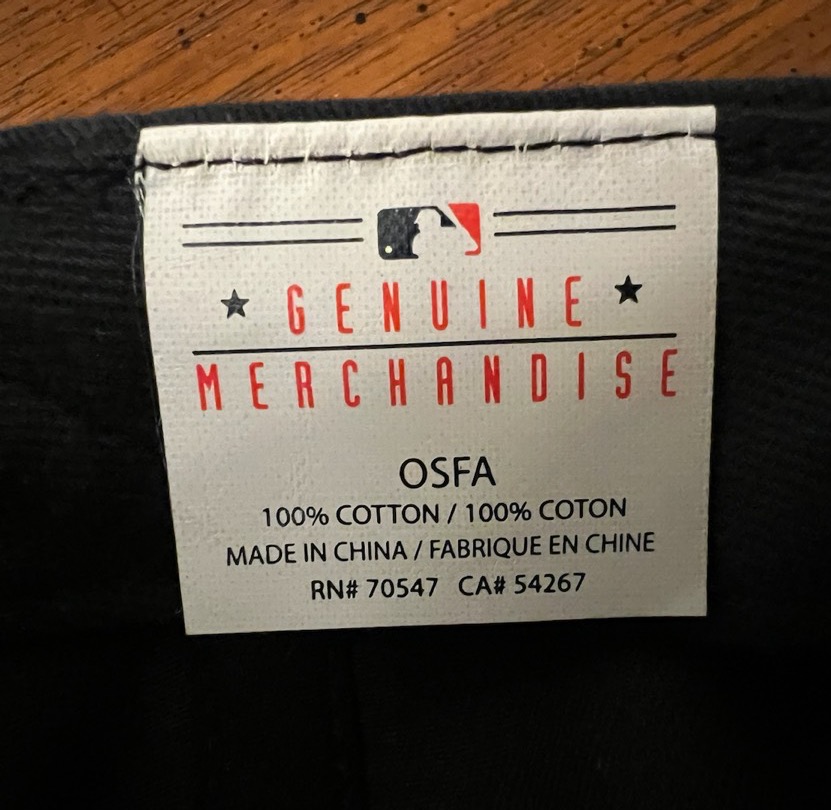 GENUINE
MERCHANDISE
OSFA
100% COTTON / 100% COTON
MADE IN CHINA / FABRIQUE EN CHINE
RN# 70547 CA# 54267